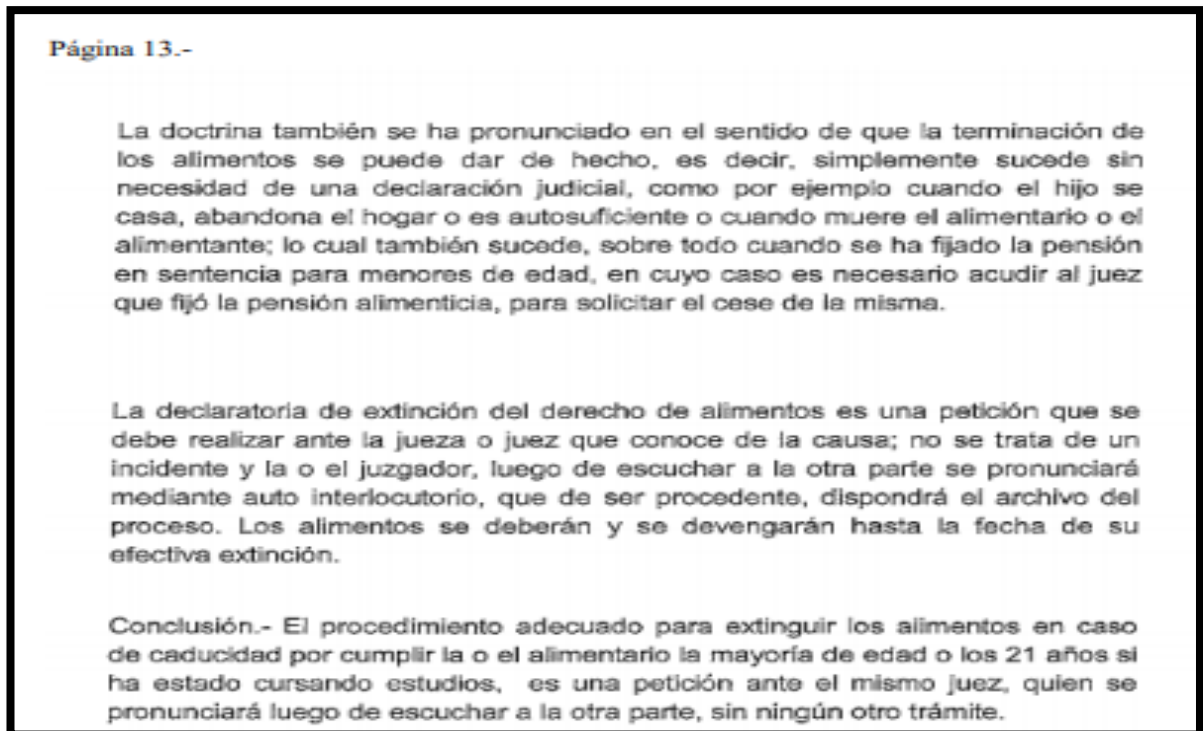 Página 13.-
La doctrina también se ha pronunciado en el sentido de que la terminación de
los alimentos se puede dar de hecho, es decir, simplemente sucede sin
necesidad de una declaración judicial, como por ejemplo cuando el hijo se
casa, abandona el hogar o es autosuficiente o cuando muere el alimentario o el
alimentante; lo cual también sucede, sobre todo cuando se ha fijado la pensión
en sentencia para menores de edad, en cuyo caso es necesario acudir al juez
que fijó la pensión alimenticia, para solicitar el cese de la misma.
La declaratoria de extinción del derecho de alimentos es una petición que se
debe realizar ante la jueza o juez que conoce de la causa; no se trata de un
incidente y la o el juzgador, luego de escuchar a la otra parte se pronunciará
mediante auto interlocutorio, que de ser procedente, dispondrá el archivo del
proceso. Los alimentos se deberán y se devengarán hasta la fecha de su
efectiva extinción.
Conclusión.- El procedimiento adecuado para extinguir los alimentos en caso
de caducidad por cumplir la o el alimentario la mayoría de edad o los 21 años si
ha estado cursando estudios, es una petición ante el mismo juez, quien se
pronunciará luego de escuchar a la otra parte, sin ningún otro trámite.